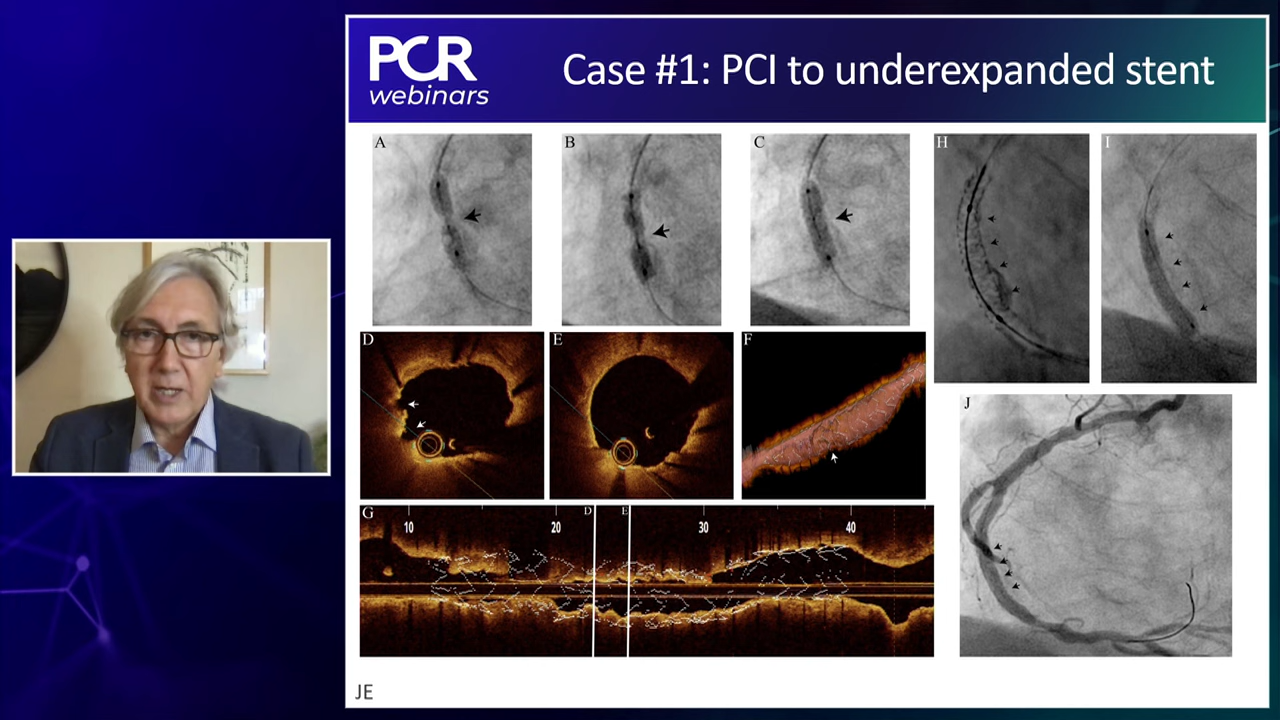 PCR
webinars
Case #1: PCI to underexpanded stent
A
B
C
H
I
D
E
F
J
G
10
20
D
E
30
40
JE